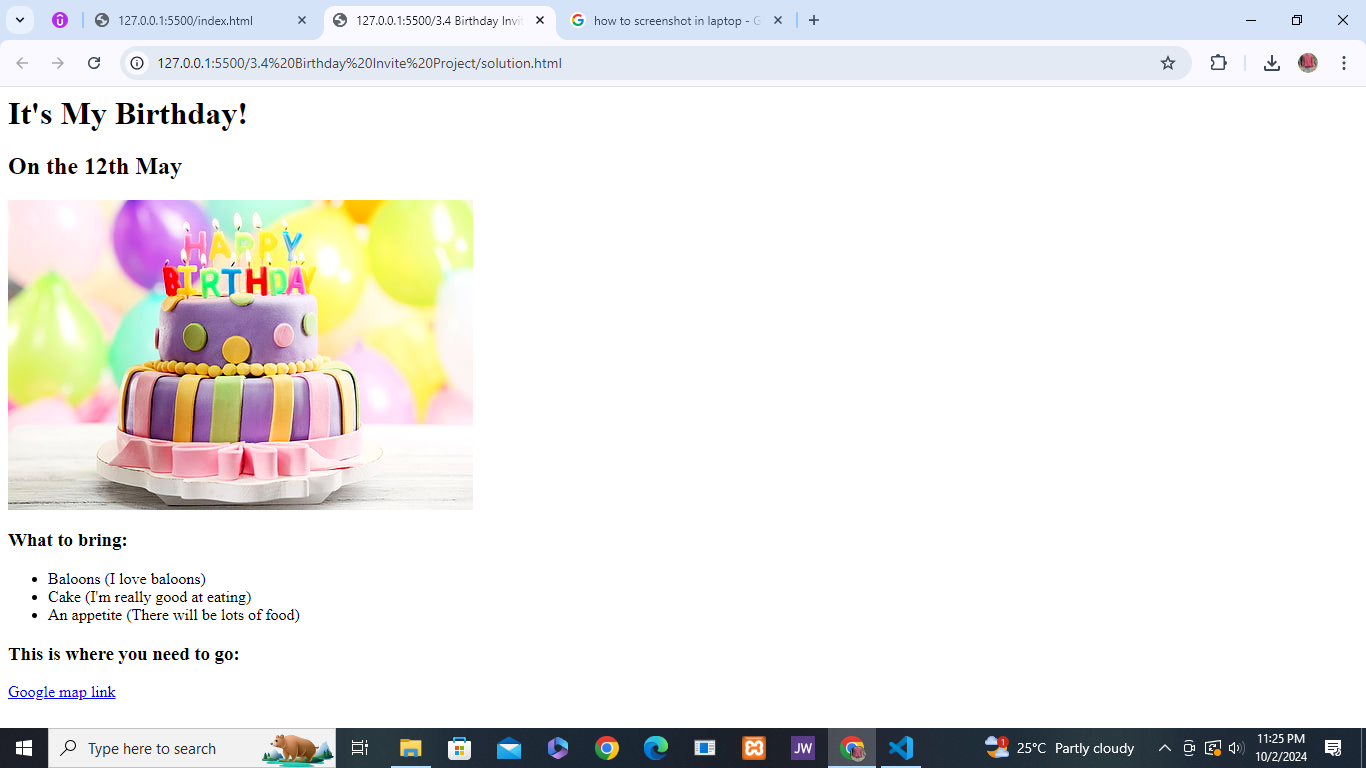 127.0.0.1:5500/index.html
127.0.0.1:5500/3.4 Birthday Invit
how to screenshot in laptop - G
127.0.0.1:5500/3.4%20Birthday%20Invite%20Project/solution.html
It's My Birthday!
On the 12th May
HAPPY
BIRTHDAY
What to bring:
Baloons (I love baloons)
Cake (I'm really good at eating)
An appetite (There will be lots of food)
This is where you need to go:
Google map link
Type here to search
JW
1
25°C Partly cloudy
11:25 PM
10/2/2024